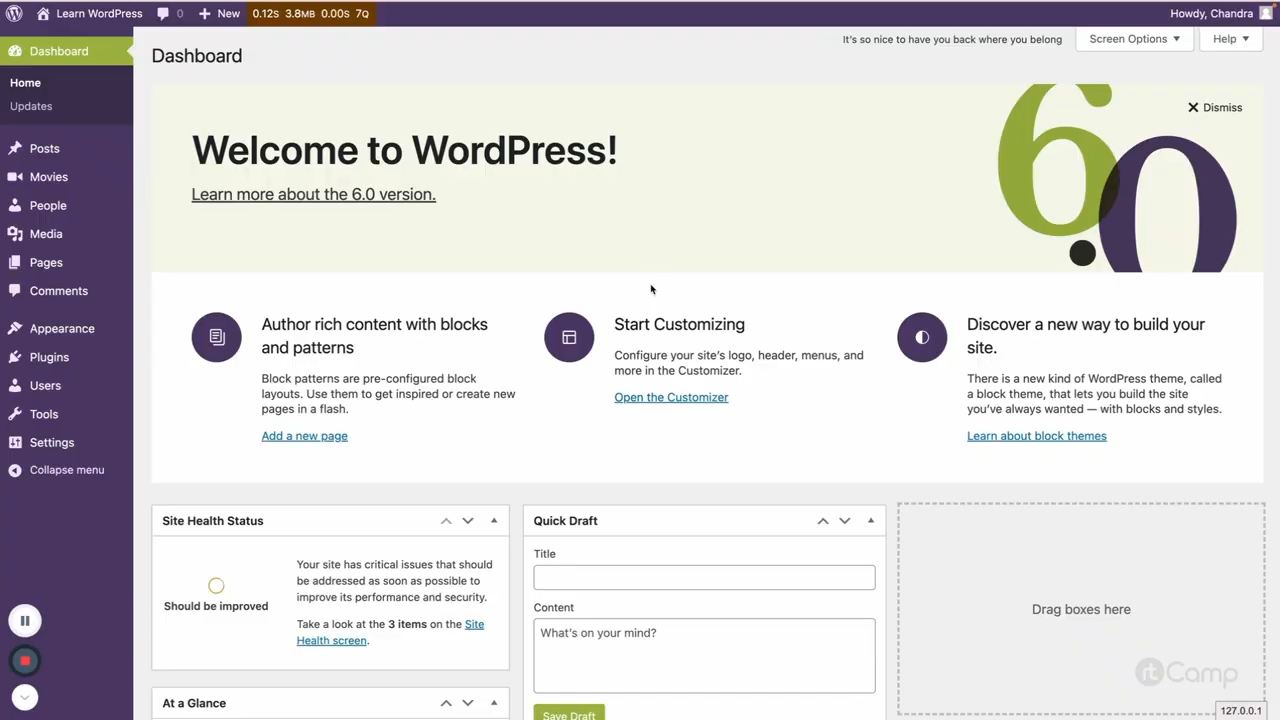 Learn WordPress 0 New 0.12S 3.8MB 0.00S 7Q Howdy, Chandra
Dashboard
Home
Updates
Posts
Movies
People
Media
Pages
Comments
Appearance
Plugins
Users
Tools
Settings
Collapse menu
It's so nice to have you back where you belong
Screen Options
Help
Dashboard
Dismiss
Welcome to WordPress!
Learn more about the 6.0 version.
6.0
Author rich content with blocks
and patterns
Block patterns are pre-configured block
layouts. Use them to get inspired or create new
pages in a flash.
Add a new page
Start Customizing
Configure your site's logo, header, menus, and
more in the Customizer.
Open the Customizer
Discover a new way to build your
site.
There is a new kind of WordPress theme, called
a block theme, that lets you build the site
you've always wanted — with blocks and styles.
Learn about block themes
Site Health Status
Should be improved
Your site has critical issues that should
be addressed as soon as possible to
improve its performance and security.
Take a look at the 3 items on the Site
Health screen.
At a Glance
Quick Draft
Title
Content
What's on your mind?
Save Draft
Drag boxes here
rtCamp
127.0.0.1